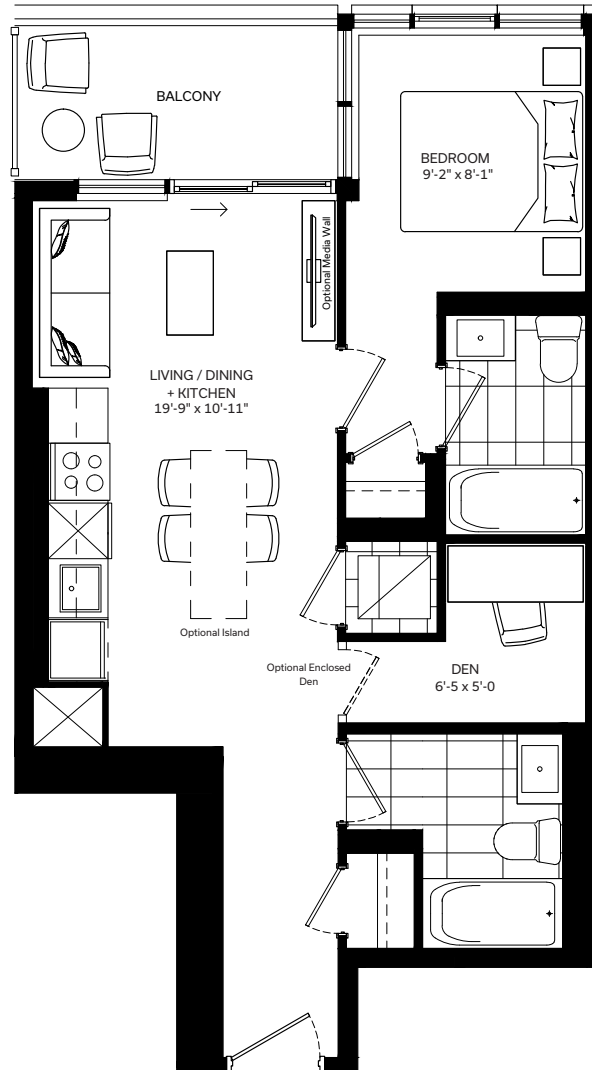 BALCONY
BEDROOM
9'-2" x 8'-1"
Optional Media Wall
LIVING / DINING
+ KITCHEN
19'-9" x 10'-11"
Optional Island
Optional Enclosed
Den
DEN
6'-5 x 5'-0